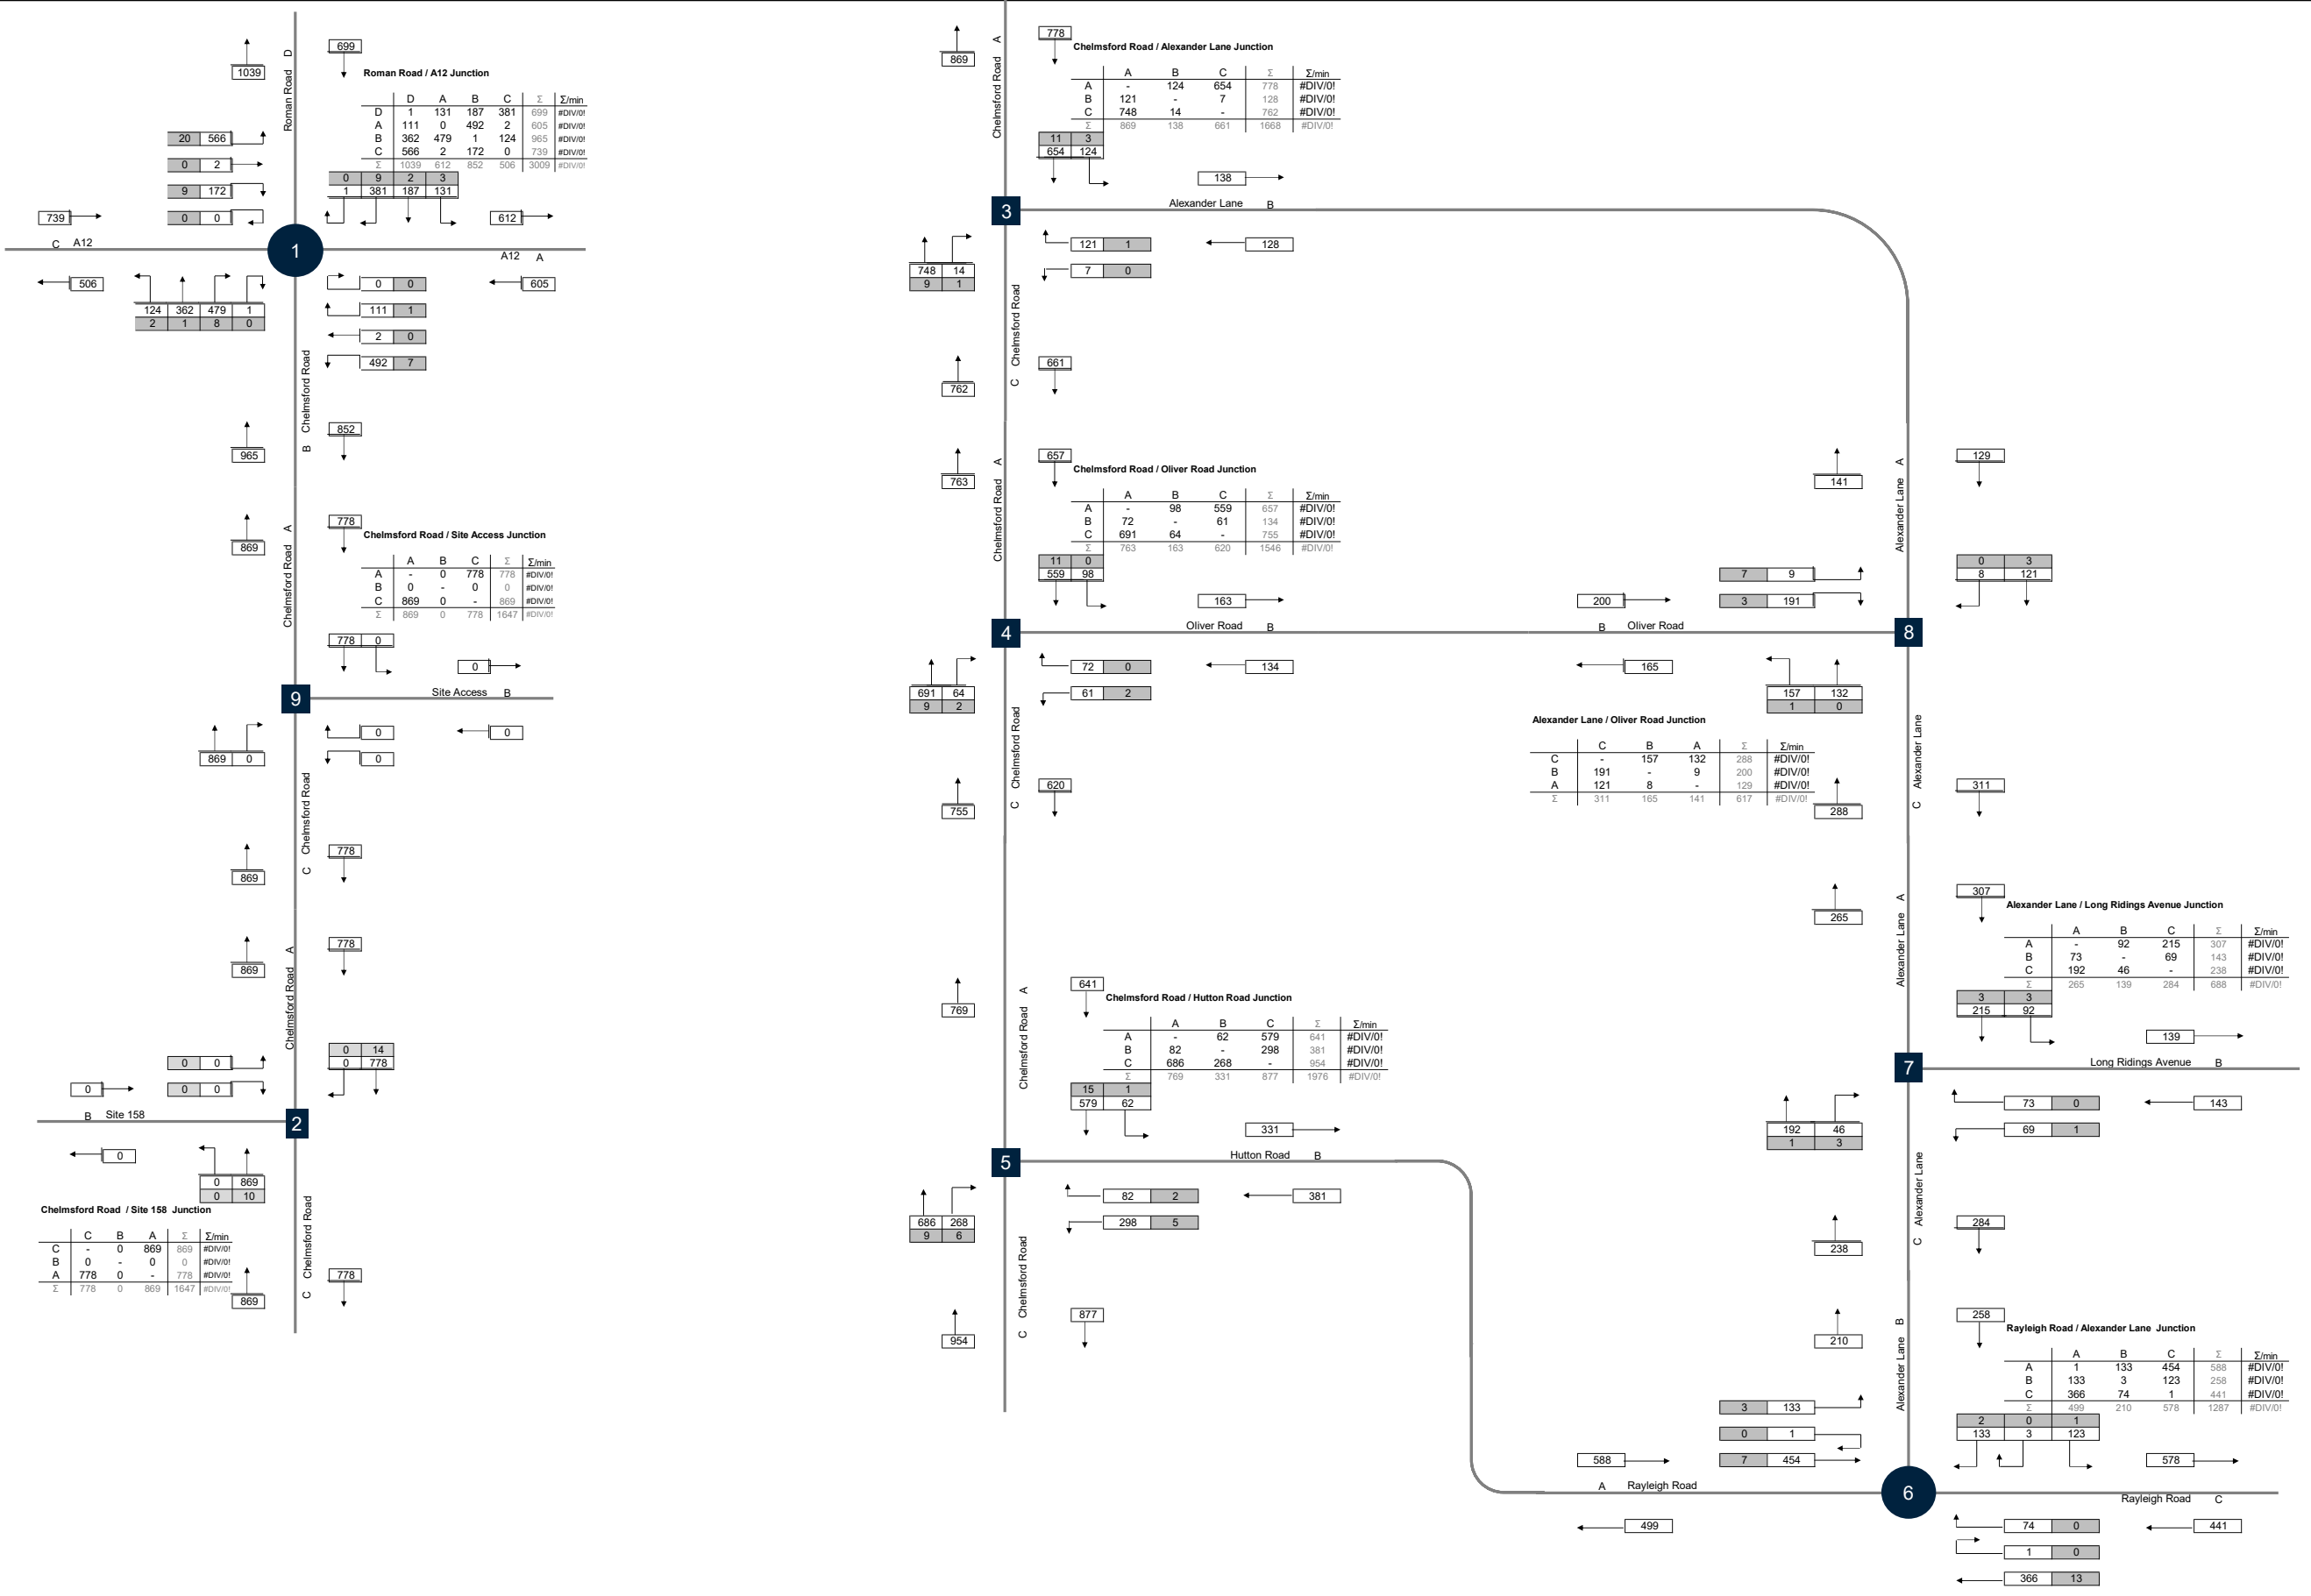 Roman Road D
1039
699
Roman Road / A12 Junction
D A B C Σ Σ/min
D 1 131 187 381 699 #DIV/0!
A 111 0 492 2 605 #DIV/0!
B 362 479 1 124 965 #DIV/0!
C 566 2 172 0 739 #DIV/0!
Σ 1039 612 852 506 3009 #DIV/0!
20 566
0 2
9 172
0 0
0 9 2 3
1 381 187 131
739
612
C A12
1
A12 A
506
605
124 362 479 1
2 1 8 0
0 0
111 1
2 0
492 7
B Chelmsford Road
965
852
Chelmsford Road A
869
778
Chelmsford Road / Site Access Junction
A B C Σ Σ/min
A - 0 778 778 #DIV/0!
B 0 - 0 0 #DIV/0!
C 869 0 - 869 #DIV/0!
Σ 869 0 778 1647 #DIV/0!
778 0
0
9
Site Access B
869 0
0
0
0
C Chelmsford Road
869
778
Chelmsford Road A
869
778
0 0
0 0
0 14
0 778
0
B Site 158
2
0
0 869
0 10
Chelmsford Road / Site 158 Junction
C B A Σ Σ/min
C - 0 869 869 #DIV/0!
B 0 - 0 0 #DIV/0!
A 778 0 - 778 #DIV/0!
Σ 778 0 869 1647 #DIV/0!
869
C Chelmsford Road
778
Chelmsford Road A
869
778
Chelmsford Road / Alexander Lane Junction
A B C Σ Σ/min
A - 124 654 778 #DIV/0!
B 121 - 7 128 #DIV/0!
C 748 14 - 762 #DIV/0!
Σ 869 138 661 1668 #DIV/0!
11 3
654 124
138
3
Alexander Lane B
748 14
9 1
121 1
7 0
128
C Chelmsford Road
762
661
Chelmsford Road A
763
657
Chelmsford Road / Oliver Road Junction
A B C Σ Σ/min
A - 98 559 657 #DIV/0!
B 72 - 61 134 #DIV/0!
C 691 64 - 755 #DIV/0!
Σ 763 163 620 1546 #DIV/0!
11 0
559 98
163
4
Oliver Road B
691 64
9 2
72 0
61 2
134
C Chelmsford Road
755
620
Chelmsford Road A
769
641
Chelmsford Road / Hutton Road Junction
A B C Σ Σ/min
A - 62 579 641 #DIV/0!
B 82 - 298 381 #DIV/0!
C 686 268 - 954 #DIV/0!
Σ 769 331 877 1976 #DIV/0!
15 1
579 62
331
5
Hutton Road B
686 268
9 6
82 2
298 5
381
C Chelmsford Road
954
877
Alexander Lane A
141
129
7 9
3 191
0 3
8 121
200
B Oliver Road
8
165
157 132
1 0
Alexander Lane / Oliver Road Junction
C B A Σ Σ/min
C - 157 132 288 #DIV/0!
B 191 - 9 200 #DIV/0!
A 121 8 - 129 #DIV/0!
Σ 311 165 141 617 #DIV/0!
288
C Alexander Lane
311
Alexander Lane A
265
307
Alexander Lane / Long Ridings Avenue Junction
A B C Σ Σ/min
A - 92 215 307 #DIV/0!
B 73 - 69 143 #DIV/0!
C 192 46 - 238 #DIV/0!
Σ 265 139 284 688 #DIV/0!
3 3
215 92
139
7
Long Ridings Avenue B
192 46
1 3
73 0
69 1
143
C Alexander Lane
238
284
Alexander Lane B
210
258
Rayleigh Road / Alexander Lane Junction
A B C Σ Σ/min
A 1 133 454 588 #DIV/0!
B 133 3 123 258 #DIV/0!
C 366 74 1 441 #DIV/0!
Σ 499 210 578 1287 #DIV/0!
3 133
0 1
7 454
2 0 1
133 3 123
588
578
A Rayleigh Road
6
Rayleigh Road C
499
74 0
1 0
366 13
441